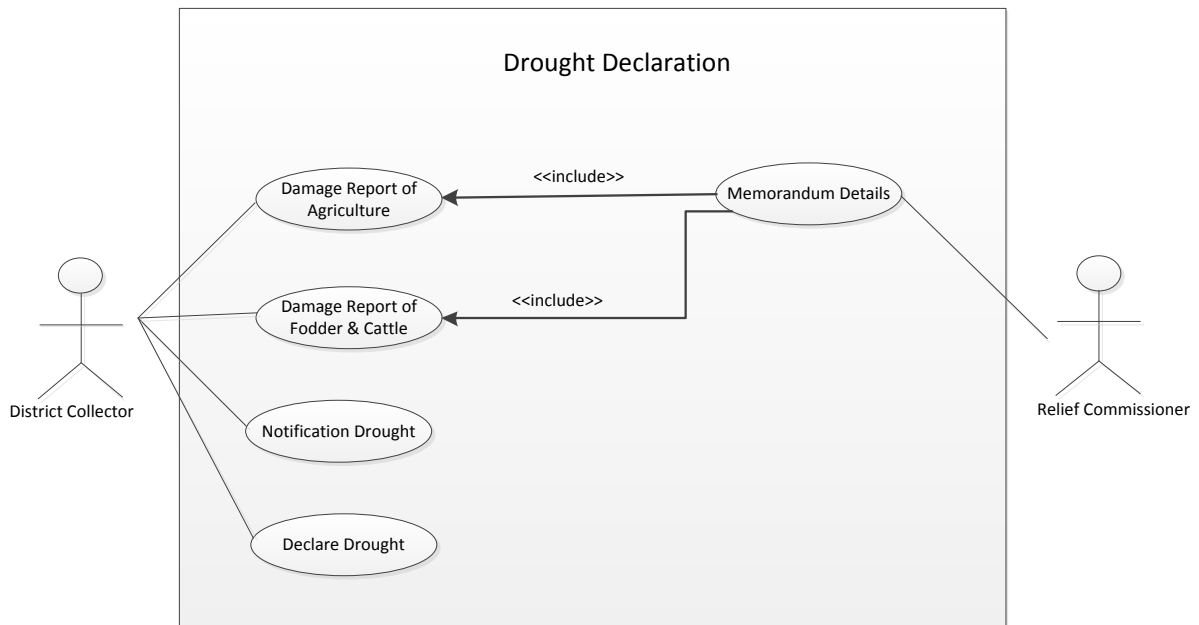 Drought Declaration
Damage Report of
Agriculture
<<include>>
Memorandum Details
Damage Report of
Fodder & Cattle
<<include>>
District Collector
Relief Commissioner
Notification Drought
Declare Drought